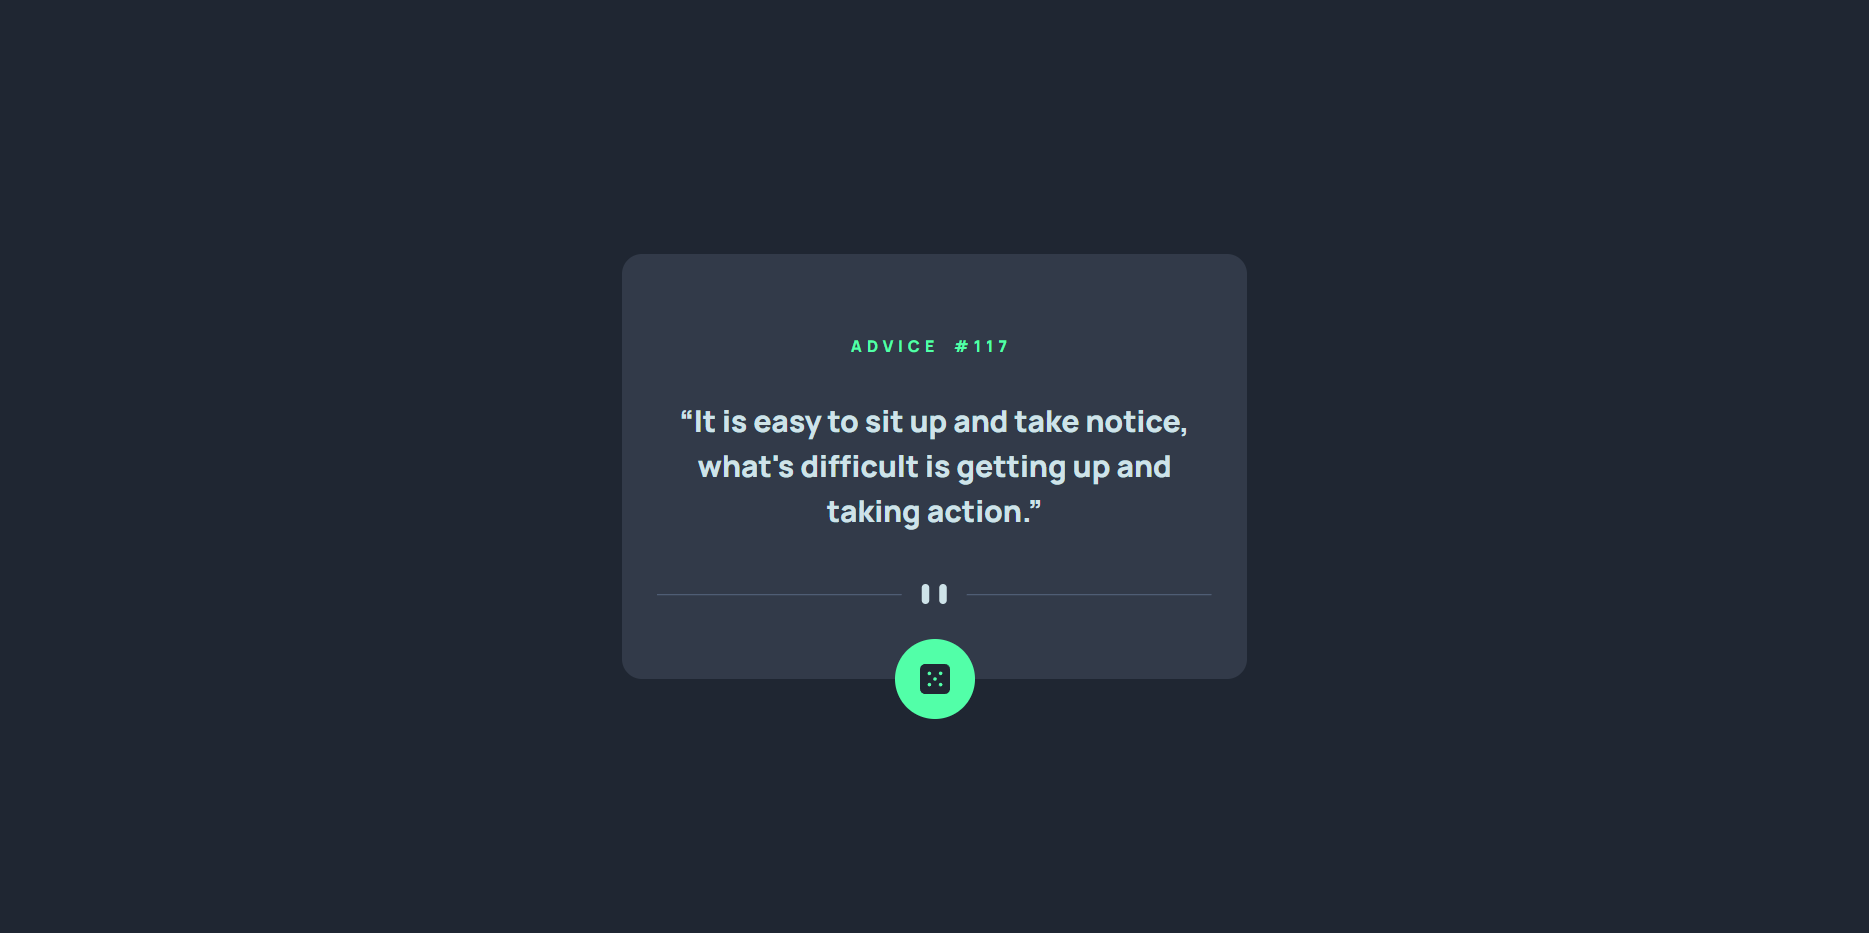 ADVICE #117
“It is easy to sit up and take notice,
what's difficult is getting up and
taking action.”